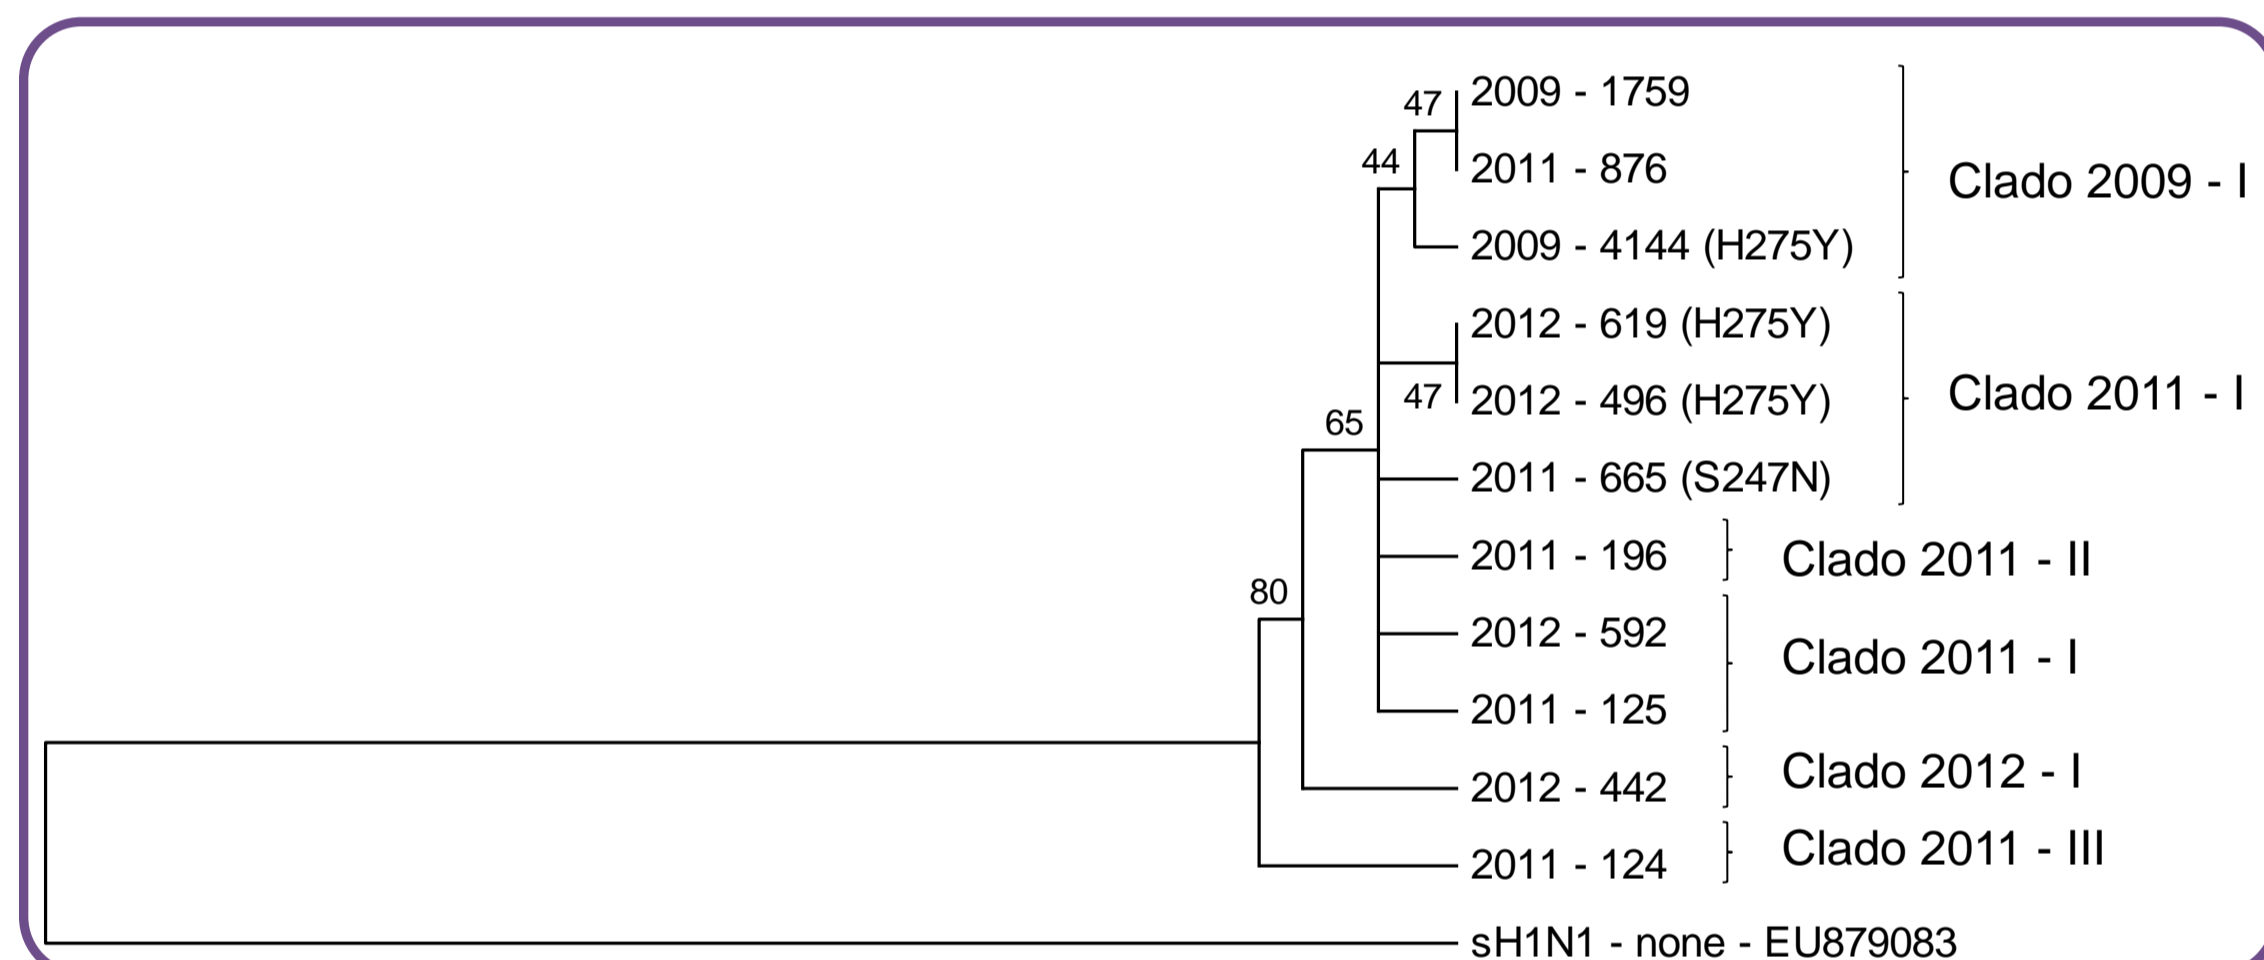 47
2009 - 1759
44
2011 - 876
Clado 2009 - I
2009 - 4144 (H275Y)
2012 - 619 (H275Y)
47
2012 - 496 (H275Y)
Clado 2011 - I
65
2011 - 665 (S247N)
2011 - 196
Clado 2011 - II
80
2012 - 592
Clado 2011 - I
2011 - 125
2012 - 442
Clado 2012 - I
2011 - 124
Clado 2011 - III
sH1N1 - none - EU879083